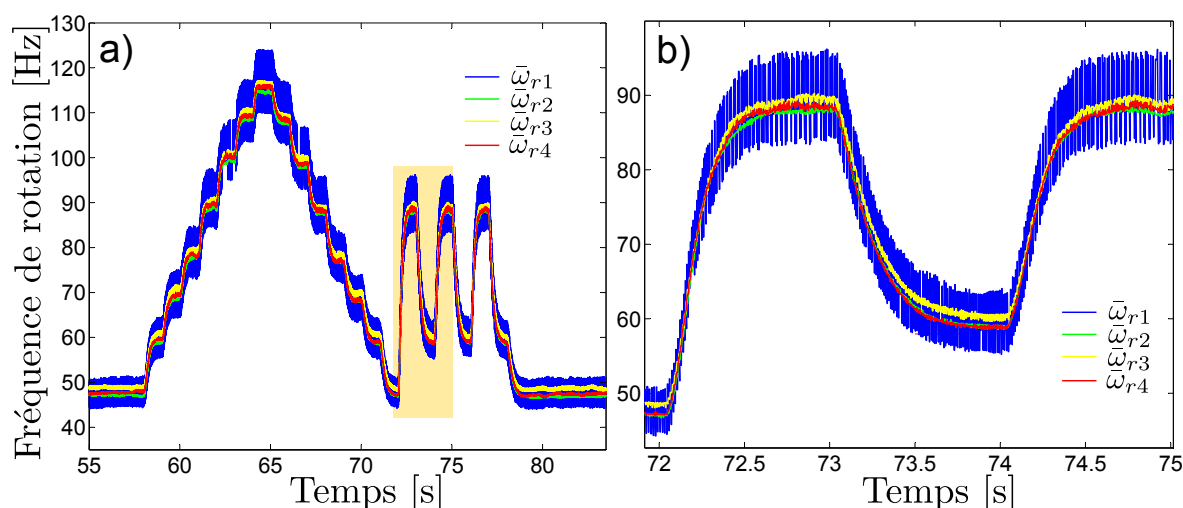 Fréquence de rotation [Hz]
a)
130
120
110
100
90
80
70
60
50
40
55
60
65
70
75
80
Temps [s]
ω̄r1
ω̄r2
ω̄r3
ω̄r4
b)
90
80
70
60
50
72
72.5
73
73.5
74
74.5
75
Temps [s]
ω̄r1
ω̄r2
ω̄r3
ω̄r4